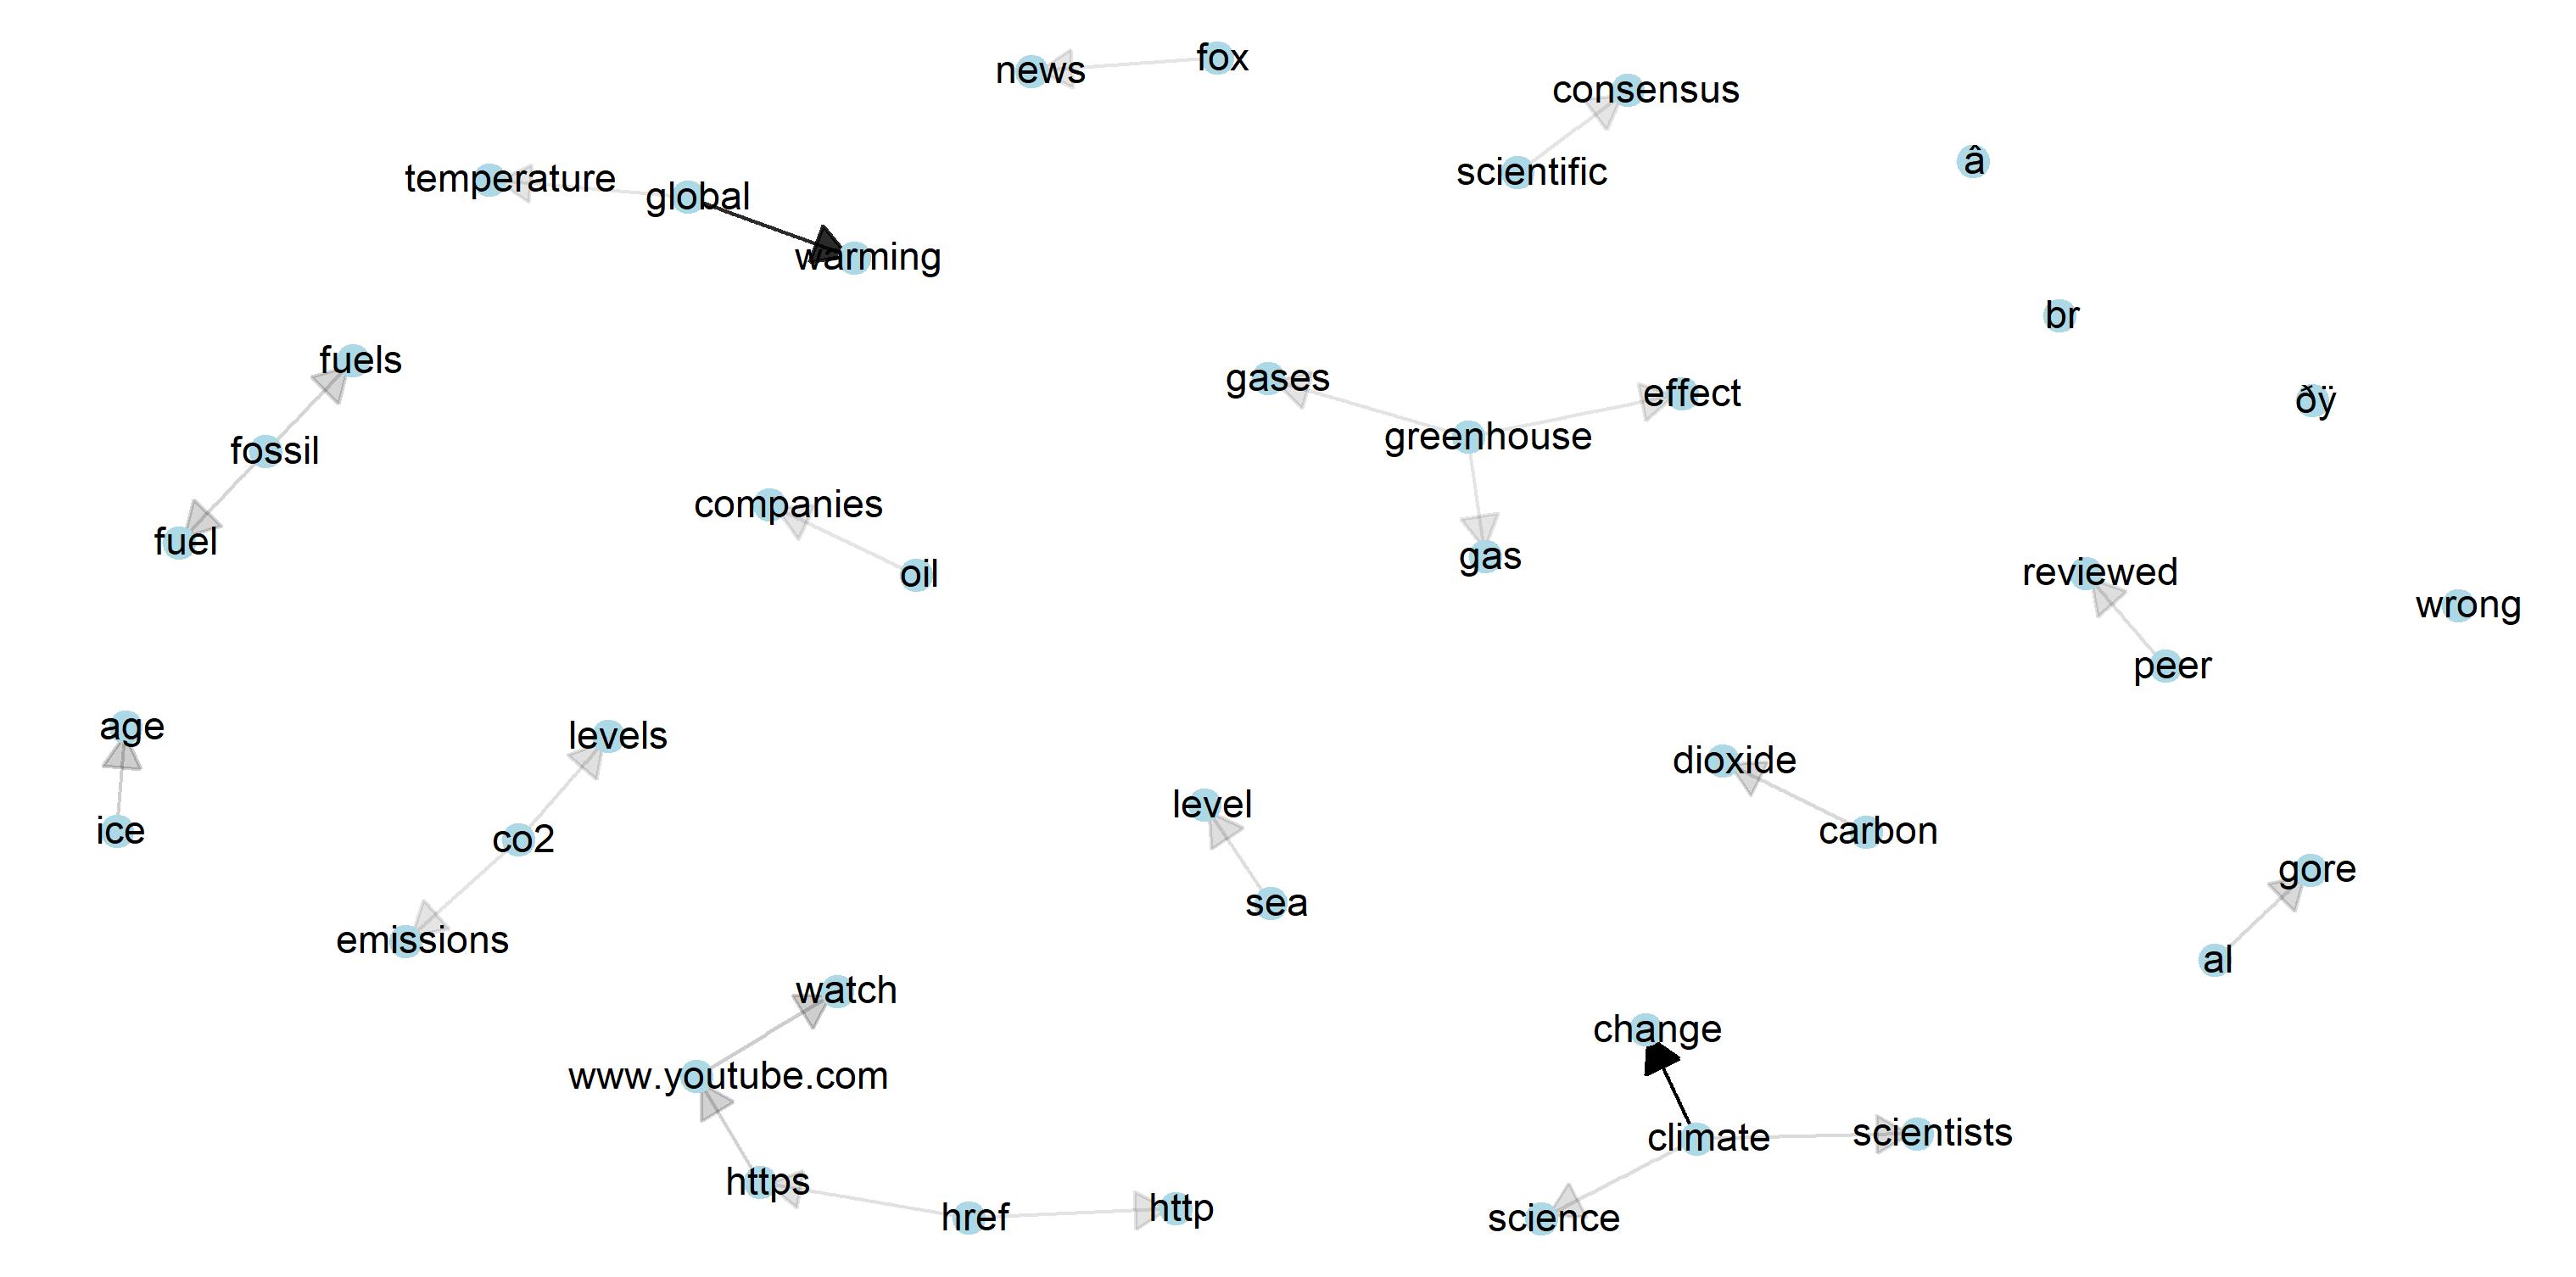 fox
news
consensus
scientific
â
temperature
global
warming
br
fuels
gases
effect
ðÿ
greenhouse
fossil
companies
fuel
gas
oil
reviewed
wrong
peer
age
levels
dioxide
level
ice
co2
carbon
gore
sea
emissions
al
watch
change
www.youtube.com
climate
scientists
https
href
http
science